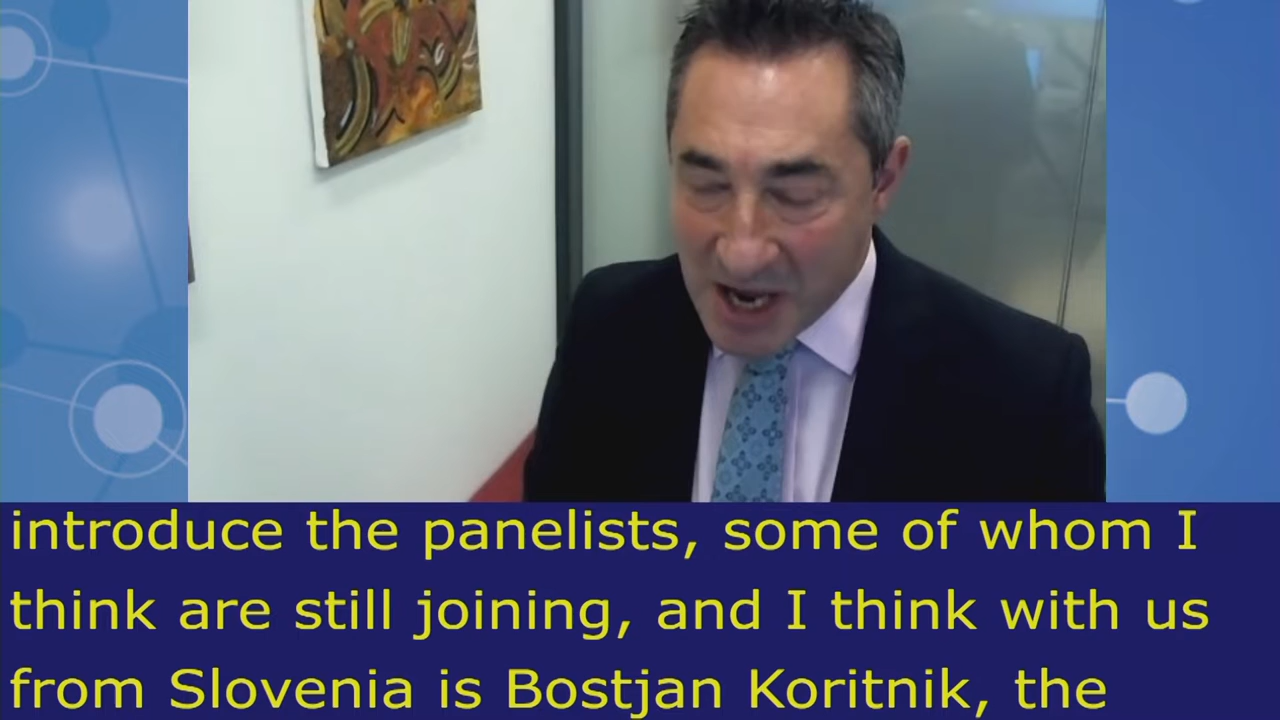 introduce the panelists, some of whom I
think are still joining, and I think with us
from Slovenia is Bostjan Koritnik, the